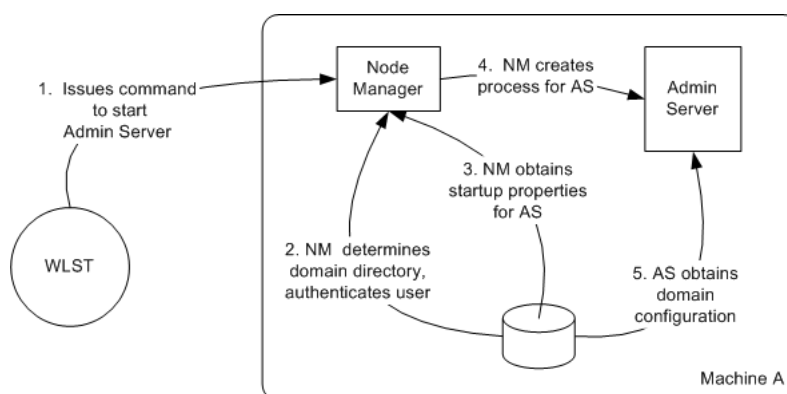 1. Issues command
to start
Admin Server
WLST
Node
Manager
4. NM creates
process for AS
Admin
Server
3. NM obtains
startup properties
for AS
2. NM determines
domain directory,
authenticates user
5. AS obtains
domain
configuration
Machine A